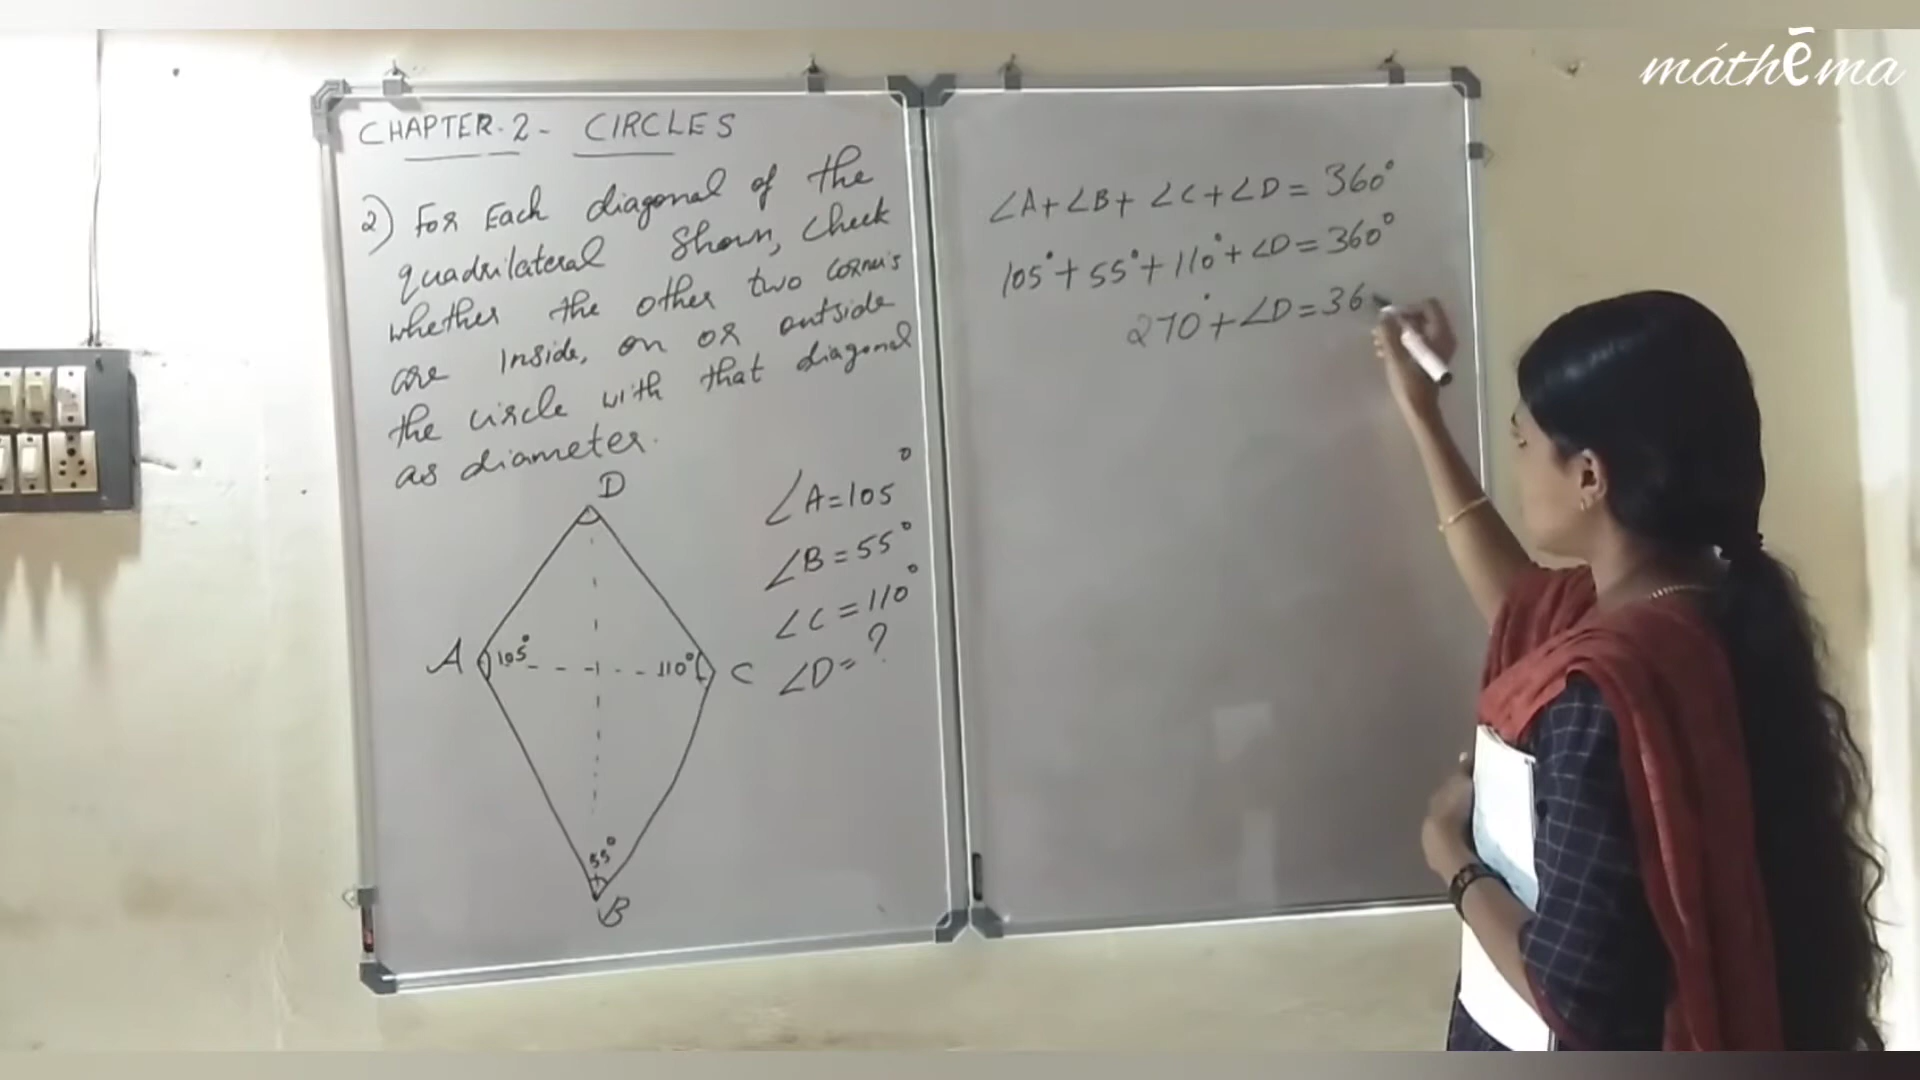 máthēma
CHAPTER-2 - CIRCLES
2) For Each diagonal of the
quadrilateral Shown, Check
whether the other two corners
are Inside, on or outside
the circle with that diagonal
as diameter.
D
A 105° 110° C
55°
B
∠A=105°
∠B=55°
∠C=110°
∠D=?
∠A+∠B+∠C+∠D=360°
105°+55°+110°+∠D=360°
270°+∠D=36